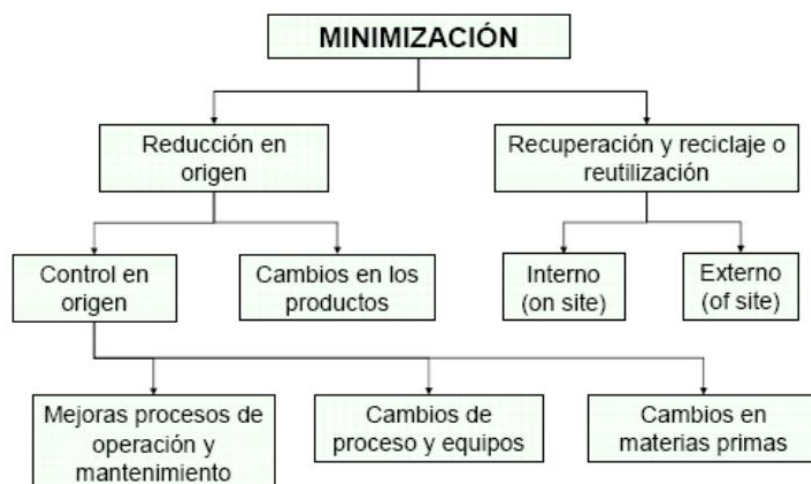 MINIMIZACIÓN
Reducción en
origen
Recuperación y reciclaje o
reutilización
Control en
origen
Cambios en los
productos
Interno
(on site)
Externo
(of site)
Mejoras procesos de
operación y
mantenimiento
Cambios de
proceso y equipos
Cambios en
materias primas